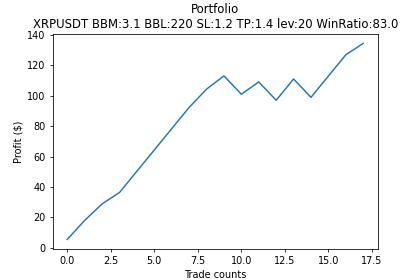 Portfolio
XRPUSDT BBM:3.1 BBL:220 SL:1.2 TP:1.4 lev:20 WinRatio:83.0
140
120
100
80
60
40
20
0
Profit ($)
0.0 2.5 5.0 7.5 10.0 12.5 15.0 17.5
Trade counts